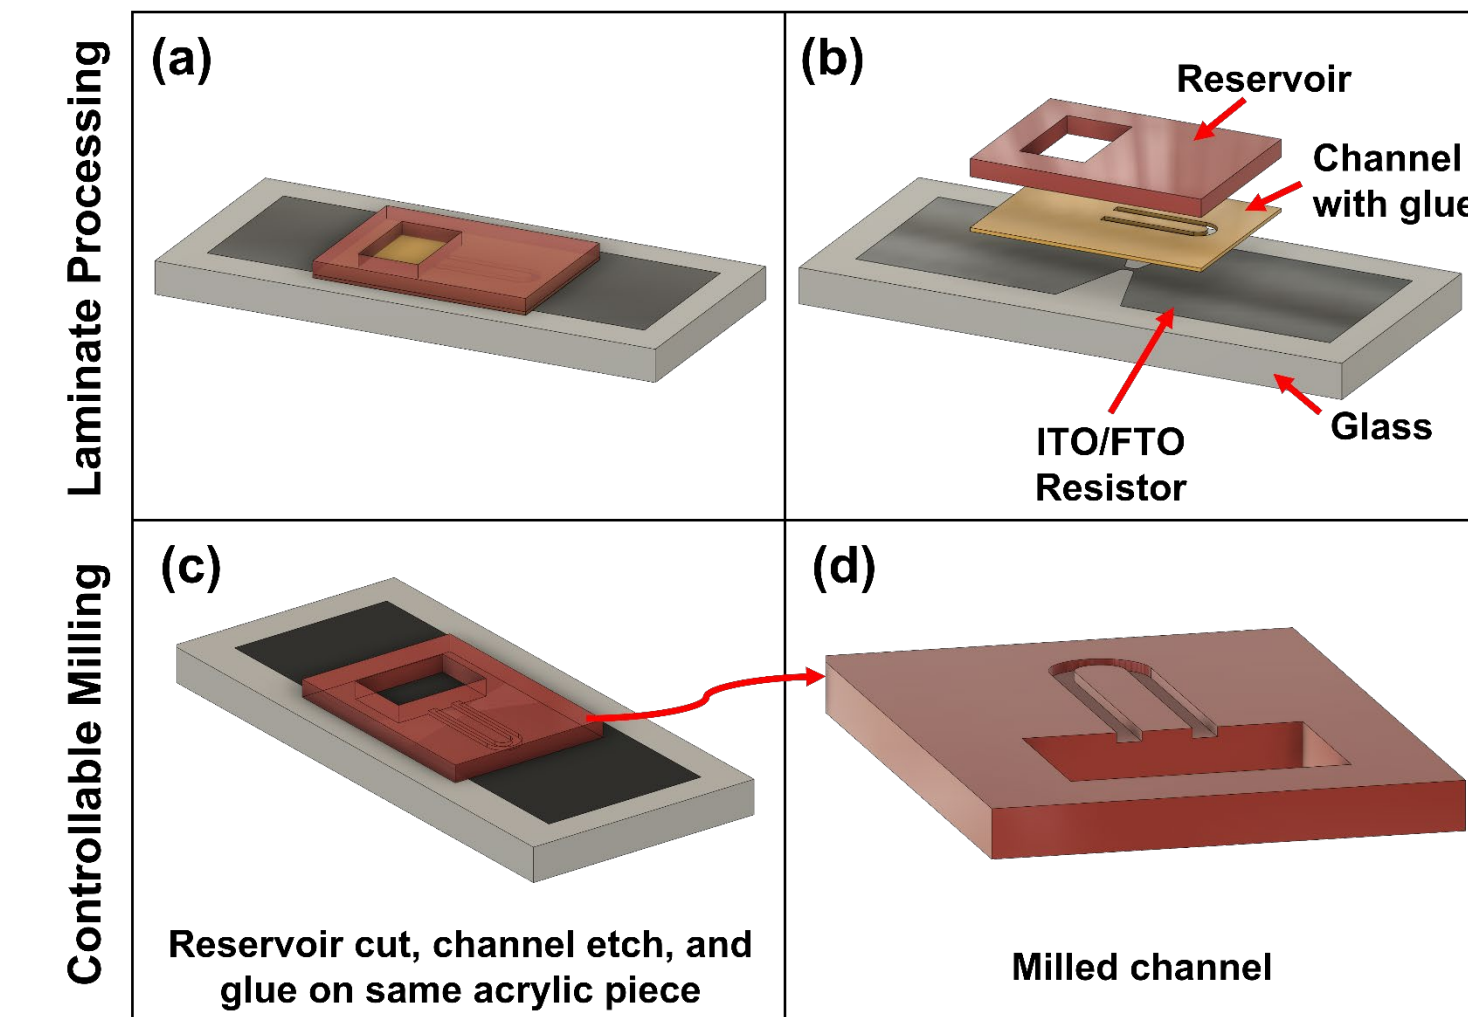 Laminate Processing
(a)
(b)
Reservoir
Channel
with glue
ITO/FTO
Resistor
Glass
Controllable Milling
(c)
(d)
Reservoir cut, channel etch, and
glue on same acrylic piece
Milled channel